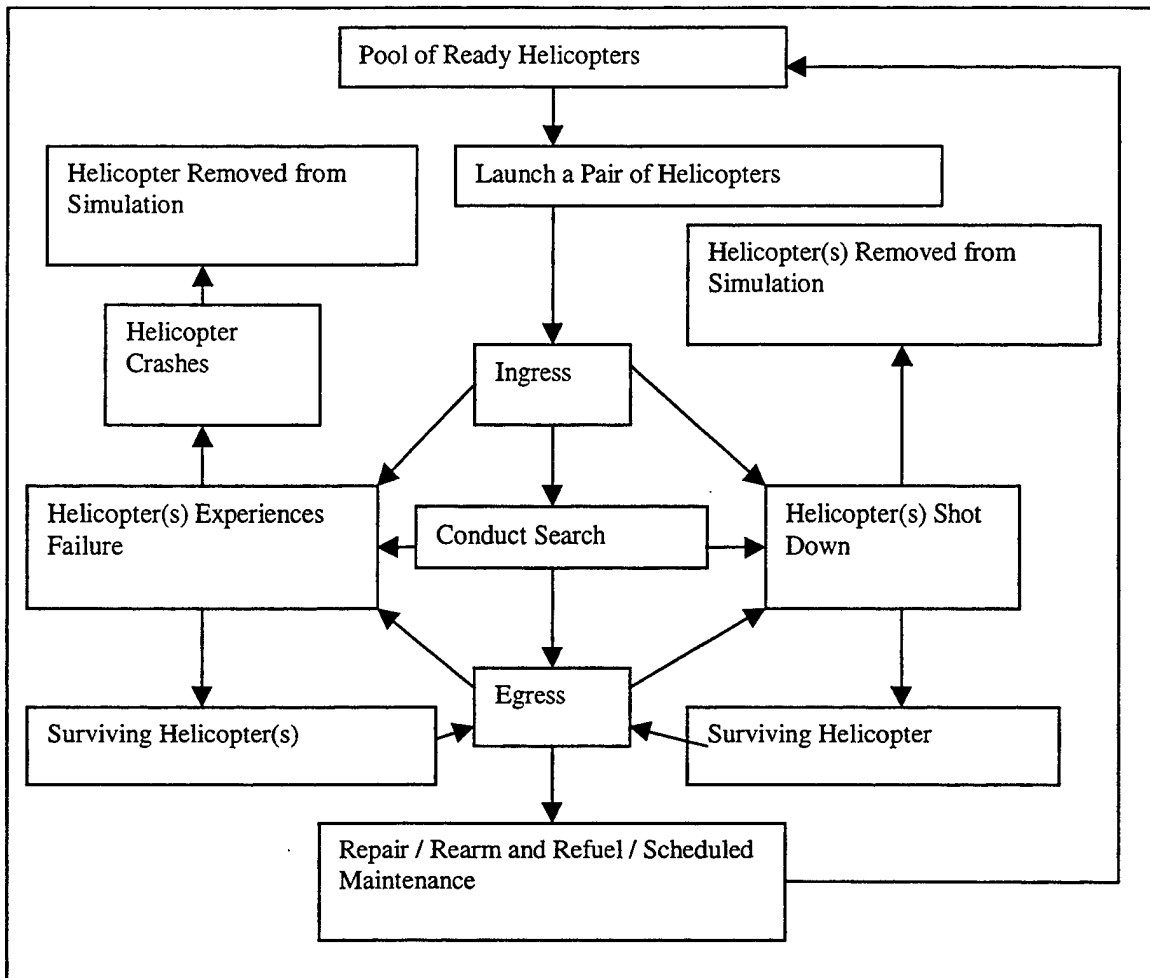 Pool of Ready Helicopters
Helicopter Removed from
Simulation
Launch a Pair of Helicopters
Helicopter(s) Removed from
Simulation
Helicopter
Crashes
Ingress
Helicopter(s) Experiences
Failure
Conduct Search
Helicopter(s) Shot
Down
Egress
Surviving Helicopter(s)
Surviving Helicopter
Repair / Rearm and Refuel / Scheduled
Maintenance